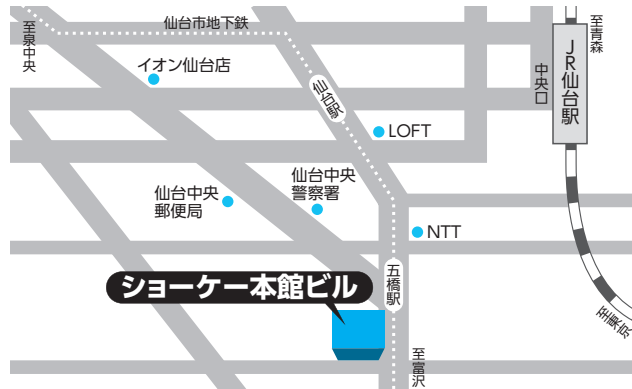 仙台市地下鉄
至泉中央
イオン仙台店
仙台駅
LOFT
中央口
JR仙台駅
至青森
仙台中央
郵便局
仙台中央
警察署
NTT
ショーケー本館ビル
五橋駅
至富沢
至東京